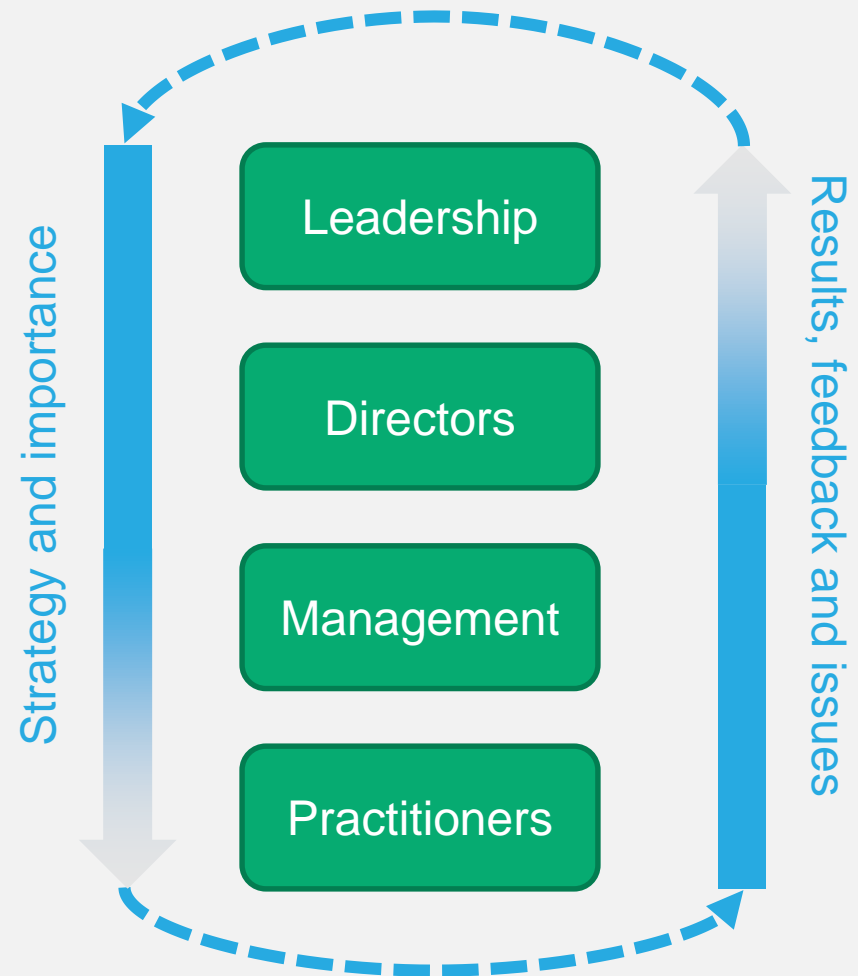 Strategy and importance
Leadership
Directors
Management
Practitioners
Results, feedback and issues